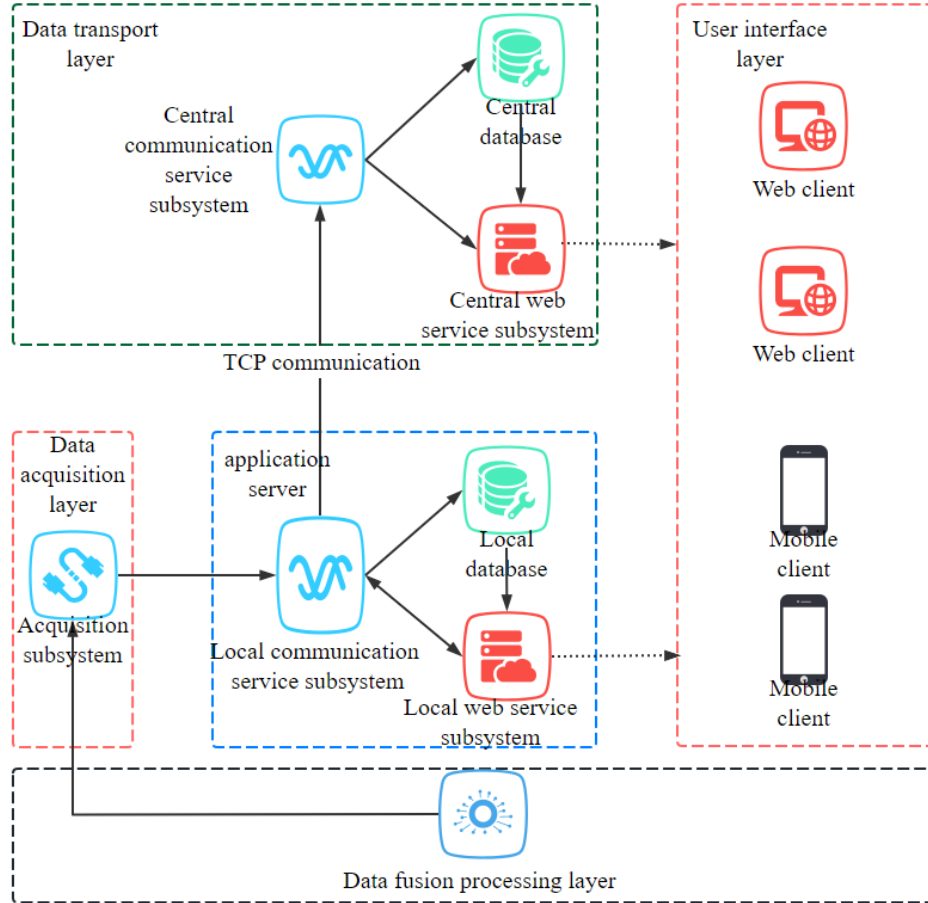 Data transport
layer
Central
communication
service
subsystem
Central
database
Central web
service subsystem
User interface
layer
Web client
Web client
TCP communication
Data
acquisition
layer
Acquisition
subsystem
application
server
Local communication
service subsystem
Local
database
Local web service
subsystem
Mobile
client
Mobile
client
Data fusion processing layer